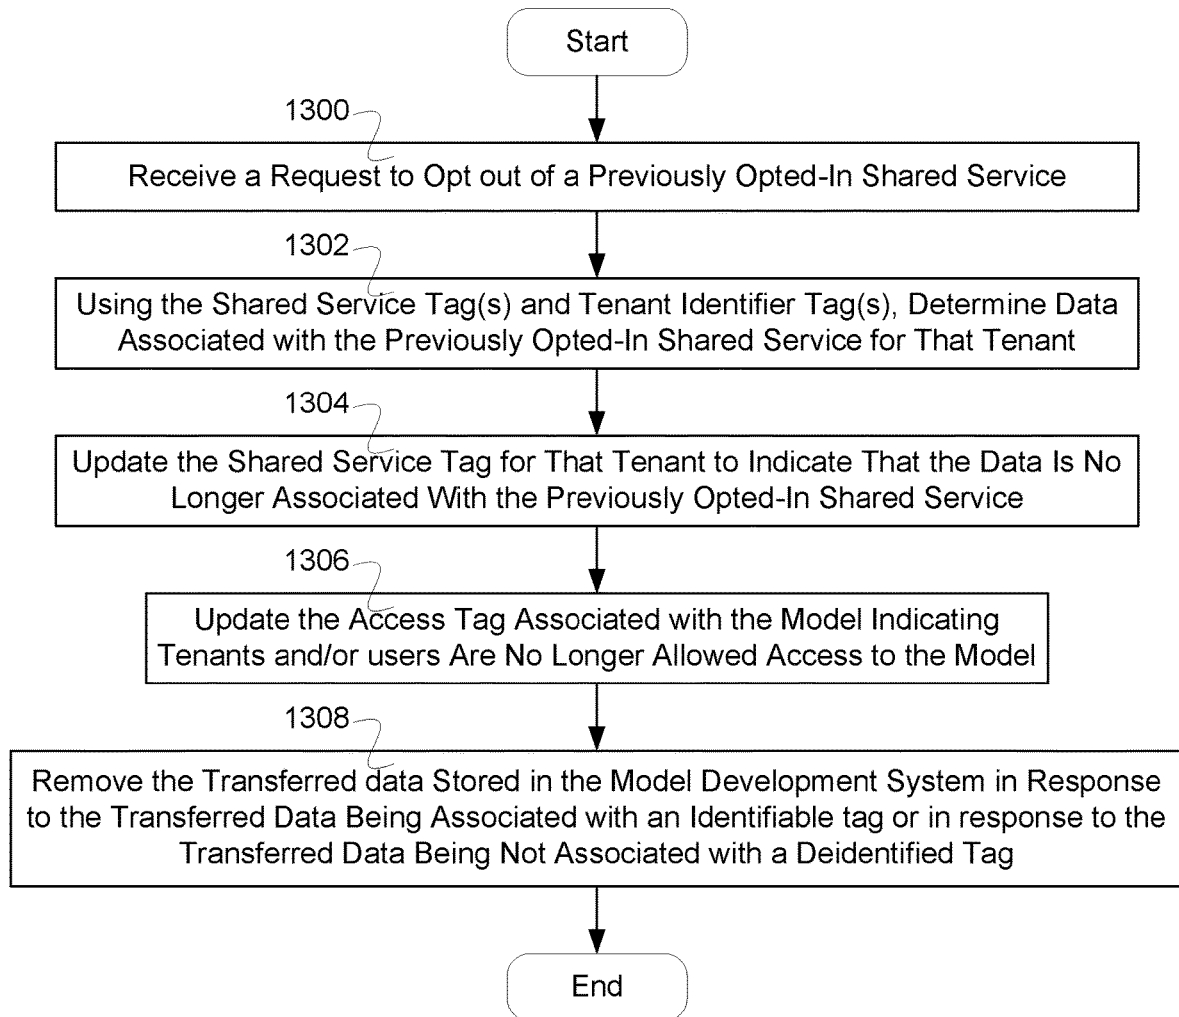 Start
1300
Receive a Request to Opt out of a Previously Opted-In Shared Service
1302
Using the Shared Service Tag(s) and Tenant Identifier Tag(s), Determine Data
Associated with the Previously Opted-In Shared Service for That Tenant
1304
Update the Shared Service Tag for That Tenant to Indicate That the Data Is No
Longer Associated With the Previously Opted-In Shared Service
1306
Update the Access Tag Associated with the Model Indicating
Tenants and/or users Are No Longer Allowed Access to the Model
1308
Remove the Transferred data Stored in the Model Development System in Response
to the Transferred Data Being Associated with an Identifiable tag or in response to the
Transferred Data Being Not Associated with a Deidentified Tag
End